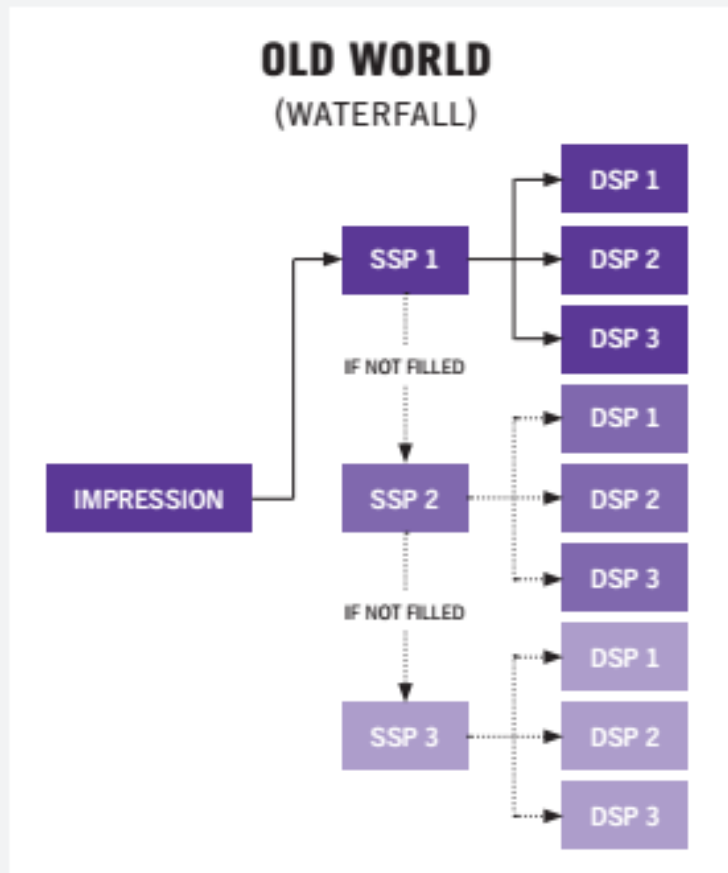 OLD WORLD
(WATERFALL)
DSP 1
SSP 1
DSP 2
DSP 3
IF NOT FILLED
DSP 1
IMPRESSION
SSP 2
DSP 2
DSP 3
IF NOT FILLED
DSP 1
SSP 3
DSP 2
DSP 3